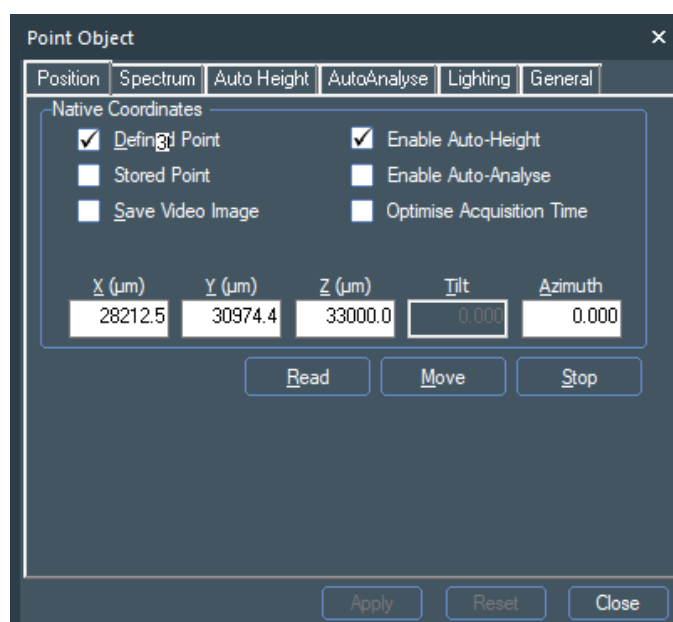 Point Object
Position Spectrum Auto Height AutoAnalyse Lighting General
Native Coordinates
Defined Point Enable Auto-Height
Stored Point Enable Auto-Analyse
Save Video Image Optimise Acquisition Time
X (μm) Y (μm) Z (μm) Tilt Azimuth
28212.5 30974.4 33000.0 0.000 0.000
Read Move Stop
Apply Reset Close